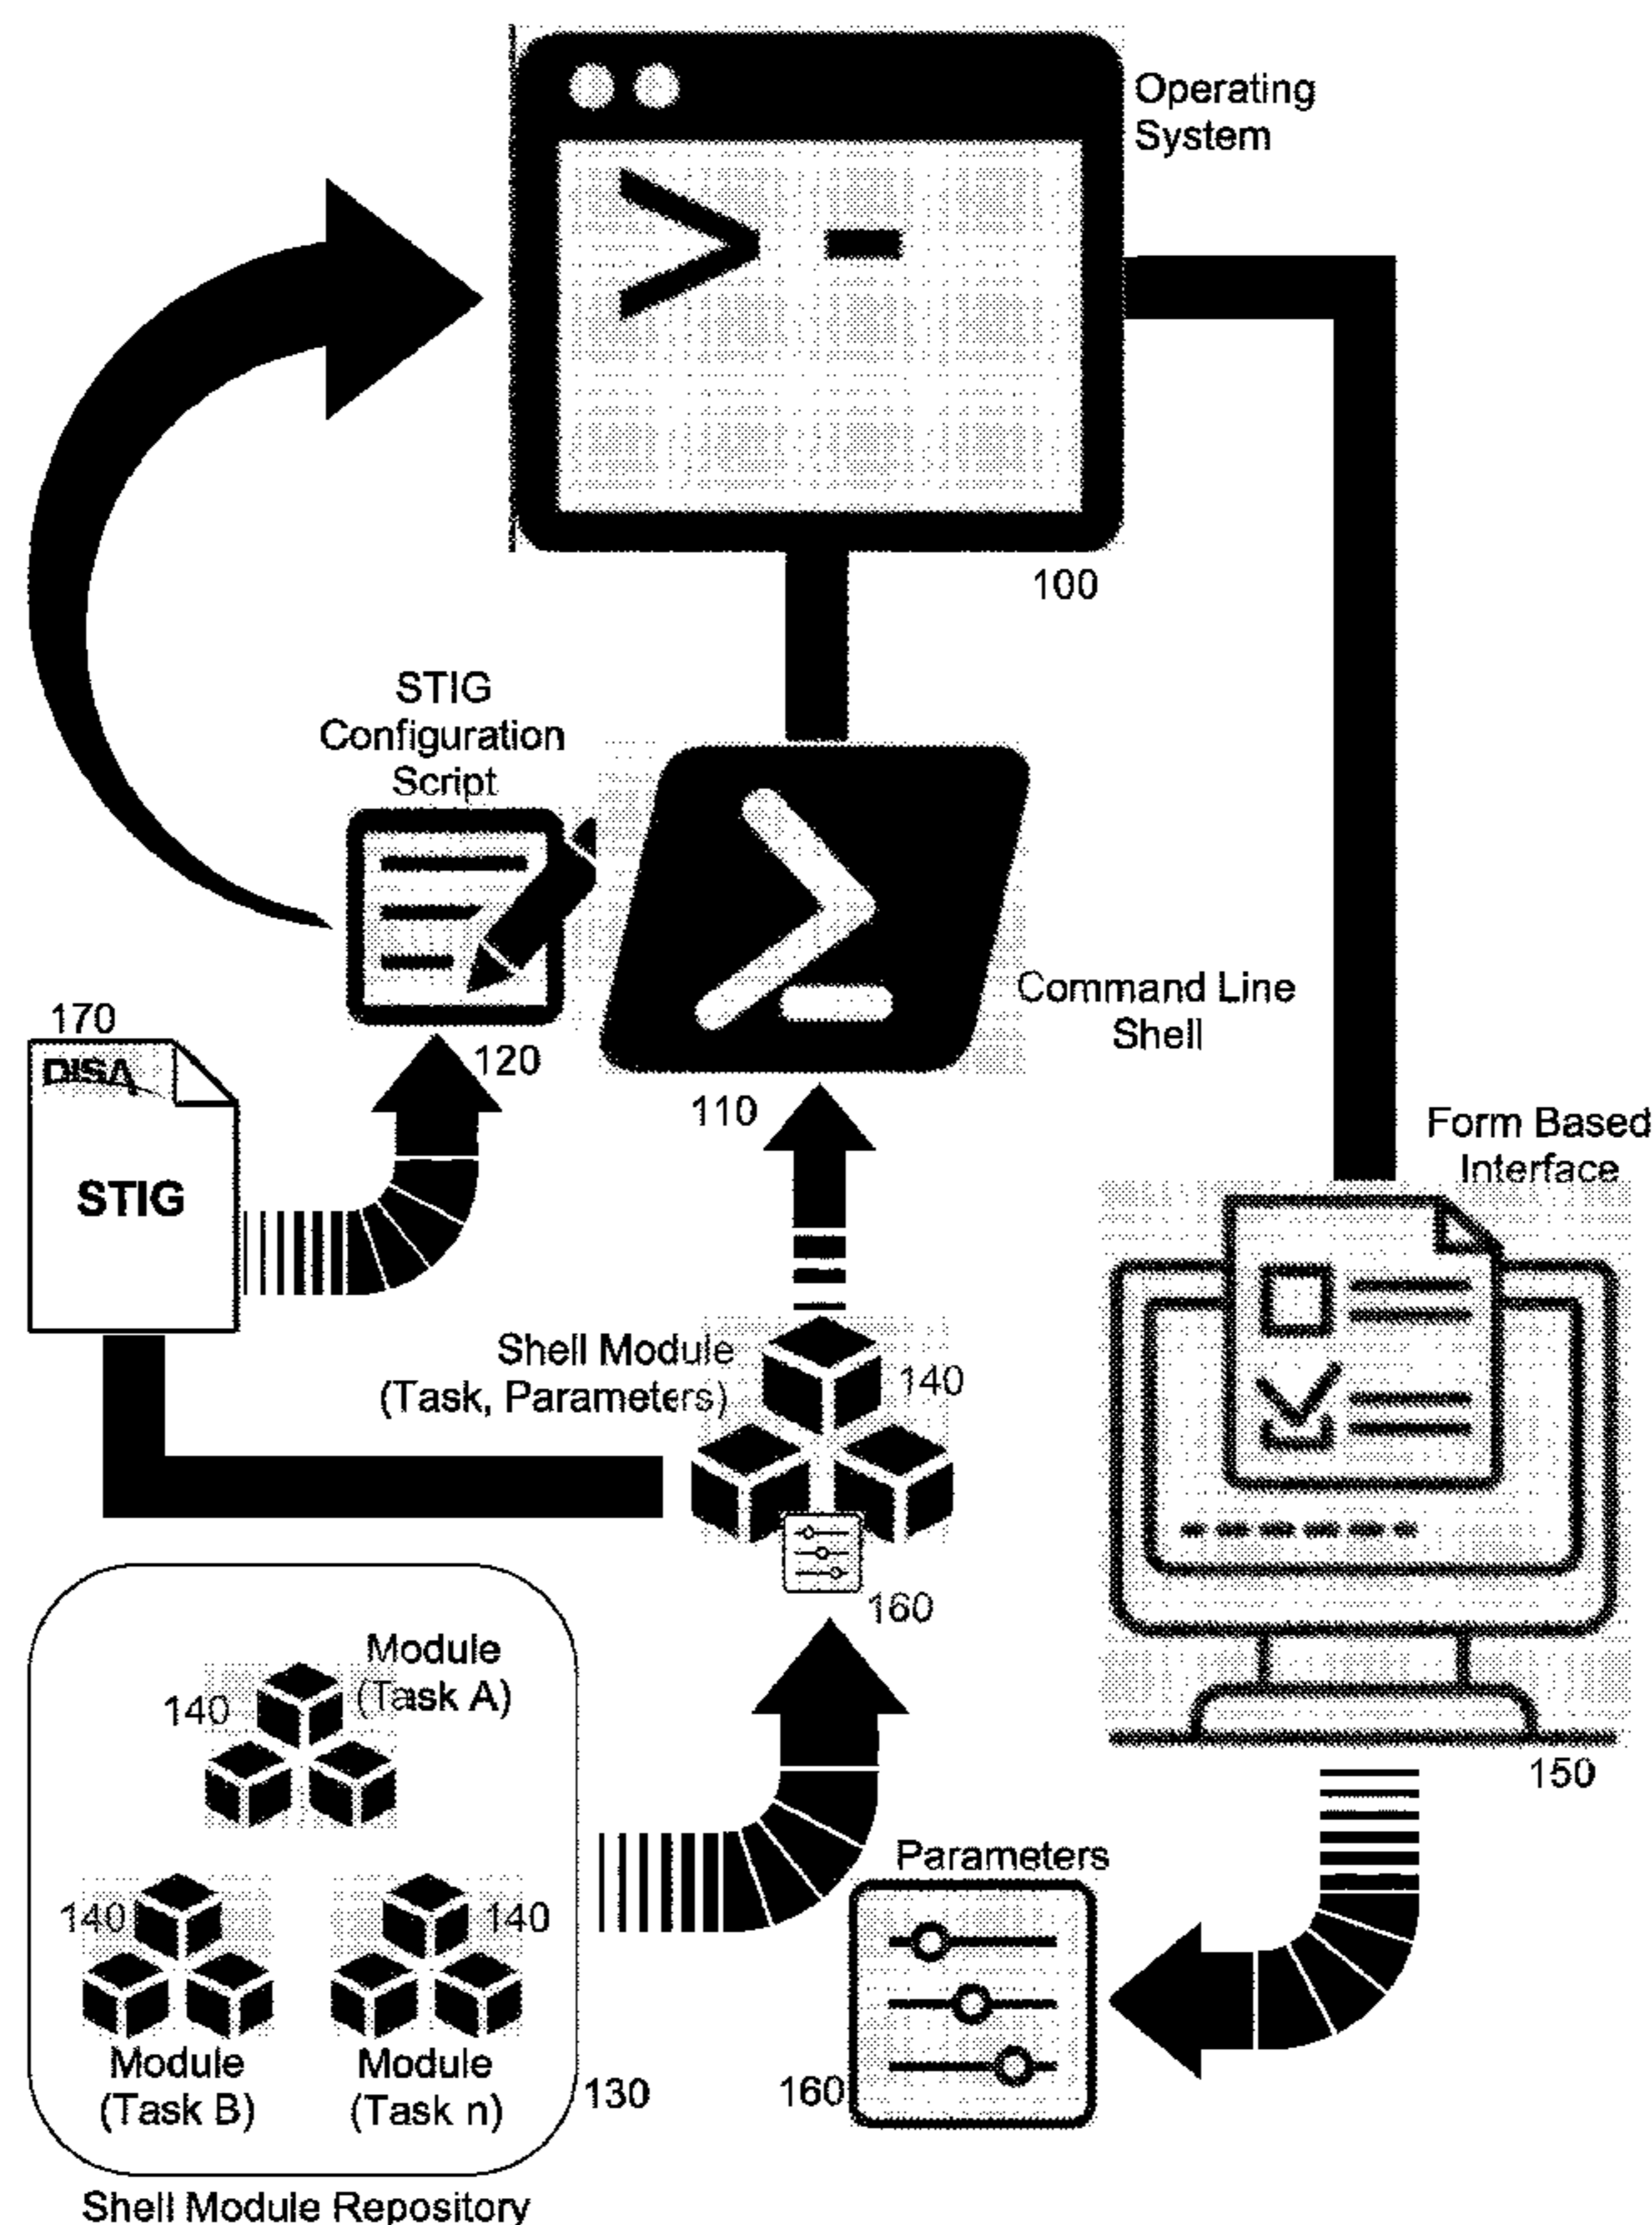 Operating
System
>-
100
STIG
Configuration
Script
Command Line
Shell
170
DISA
120
110
STIG
Form Based
Interface
Shell Module
(Task, Parameters)
140
160
Module
(Task A)
140
150
Parameters
140
140
Module
(Task B)
Module
(Task n)
130
160
Shell Module Repository